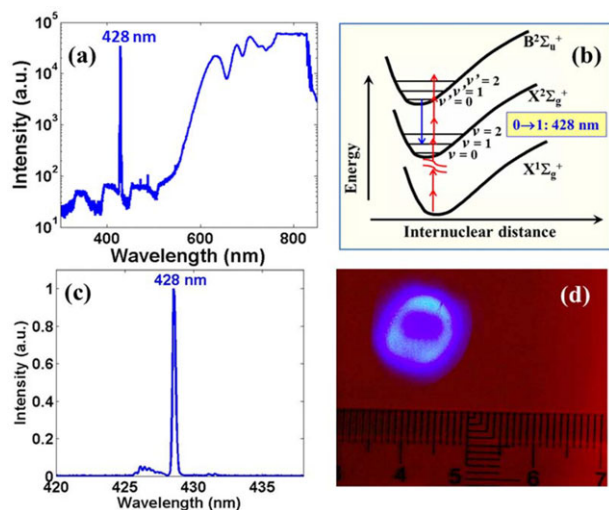 (a)
428 nm
Intensity (a.u.)
10^5
10^4
10^3
10^2
10^1
400
600
800
Wavelength (nm)
(b)
B²Σu⁺
v'=2
v'=1
v'=0
X²Σg⁺
0→1: 428 nm
v=2
v=1
v=0
X¹Σg⁺
Energy
Internuclear distance
(c)
428 nm
Intensity (a.u.)
1
0.8
0.6
0.4
0.2
0
420
425
430
435
Wavelength (nm)
(d)
4
5
6
7